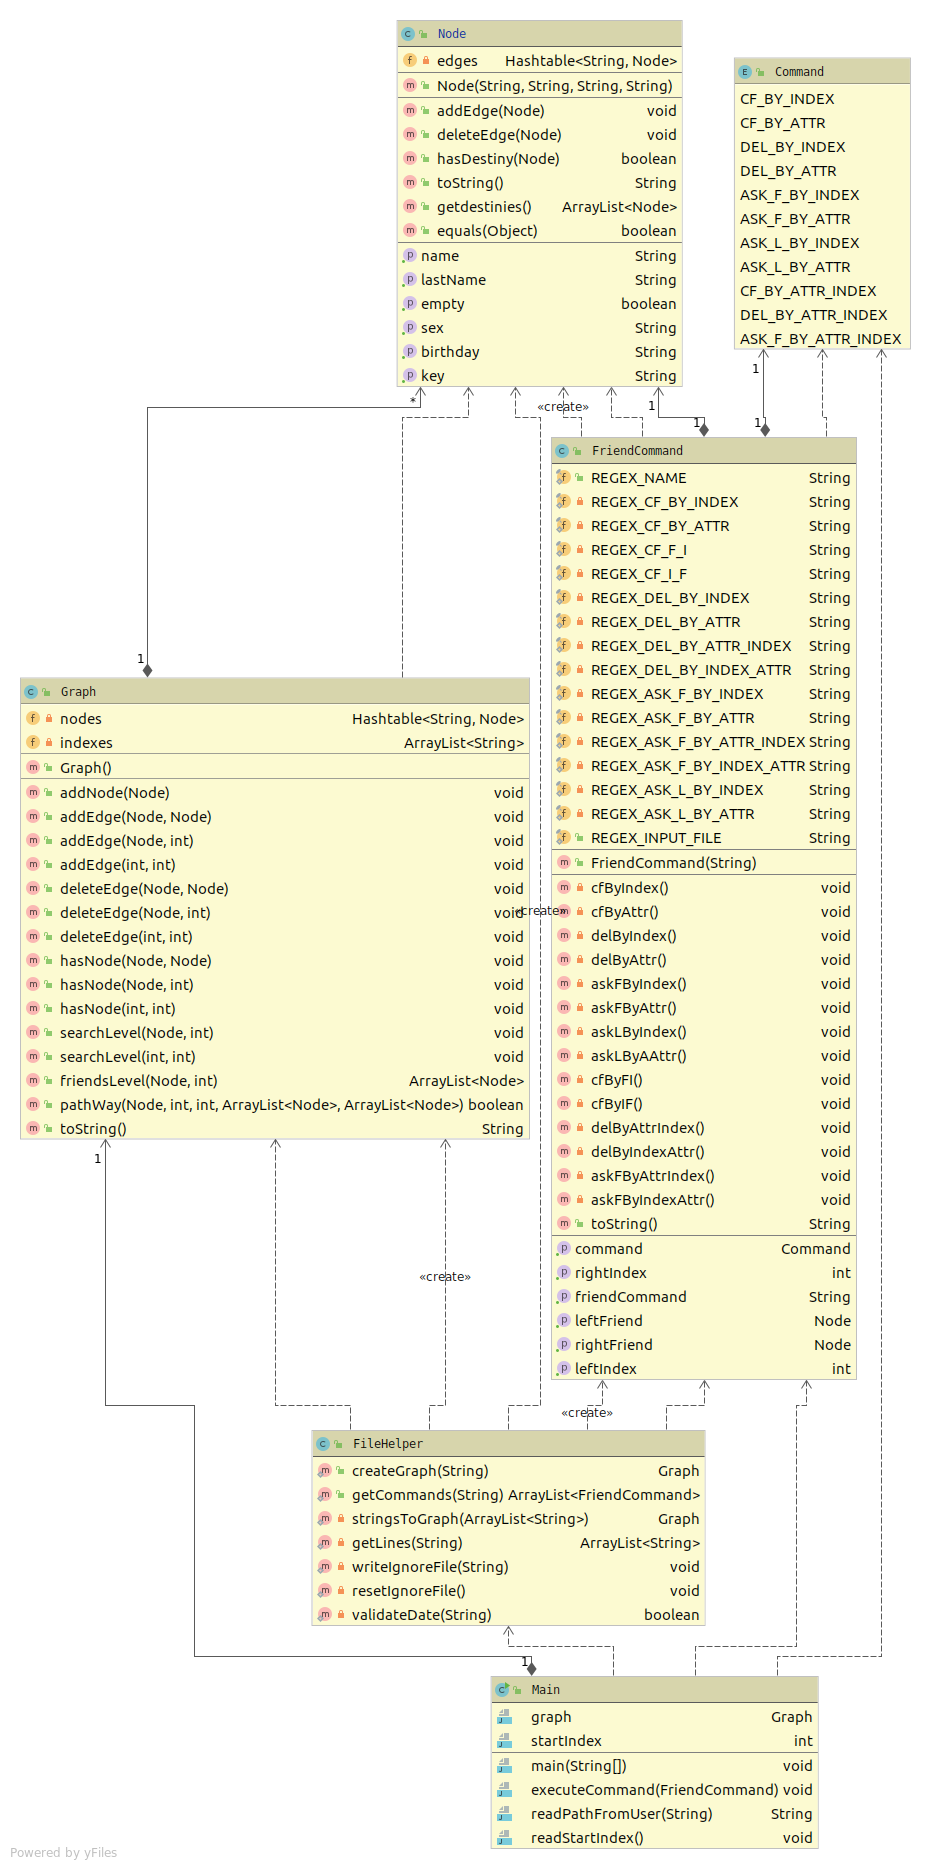 Node
edges Hashtable<String, Node>
Node(String, String, String, String)
addEdge(Node) void
deleteEdge(Node) void
hasDestiny(Node) boolean
toString() String
getdestinies() ArrayList<Node>
equals(Object) boolean
name String
lastName String
empty boolean
sex String
birthday String
key String
Command
CF_BY_INDEX
CF_BY_ATTR
DEL_BY_INDEX
DEL_BY_ATTR
ASK_F_BY_INDEX
ASK_F_BY_ATTR
ASK_L_BY_INDEX
ASK_L_BY_ATTR
CF_BY_ATTR_INDEX
DEL_BY_ATTR_INDEX
ASK_F_BY_ATTR_INDEX
1
*
«create»
1
1
1
FriendCommand
REGEX_NAME String
REGEX_CF_BY_INDEX String
REGEX_CF_BY_ATTR String
REGEX_CF_F_I String
REGEX_CF_I_F String
REGEX_DEL_BY_INDEX String
REGEX_DEL_BY_ATTR String
REGEX_DEL_BY_ATTR_INDEX String
REGEX_DEL_BY_INDEX_ATTR String
REGEX_ASK_F_BY_INDEX String
REGEX_ASK_F_BY_ATTR String
REGEX_ASK_F_BY_ATTR_INDEX String
REGEX_ASK_F_BY_INDEX_ATTR String
REGEX_ASK_L_BY_INDEX String
REGEX_ASK_L_BY_ATTR String
REGEX_INPUT_FILE String
FriendCommand(String)
cfByIndex() void
cfByAttr() void
delByIndex() void
delByAttr() void
askFByIndex() void
askFByAttr() void
askLByIndex() void
askLByAAttr() void
cfByFI() void
cfByIF() void
delByAttrIndex() void
delByIndexAttr() void
askFByAttrIndex() void
askFByIndexAttr() void
toString() String
command Command
rightIndex int
friendCommand String
leftFriend Node
rightFriend Node
leftIndex int
1
Graph
nodes Hashtable<String, Node>
indexes ArrayList<String>
Graph()
addNode(Node) void
addEdge(Node, Node) void
addEdge(Node, int) void
addEdge(int, int) void
deleteEdge(Node, Node) void
deleteEdge(Node, int) void
deleteEdge(int, int) void
hasNode(Node, Node) void
hasNode(Node, int) void
hasNode(int, int) void
searchLevel(Node, int) void
searchLevel(int, int) void
friendsLevel(Node, int) ArrayList<Node>
pathWay(Node, int, int, ArrayList<Node>, ArrayList<Node>) boolean
toString() String
«create»
1
«create»
«create»
FileHelper
createGraph(String) Graph
getCommands(String) ArrayList<FriendCommand>
stringsToGraph(ArrayList<String>) Graph
getLines(String) ArrayList<String>
writeIgnoreFile(String) void
resetIgnoreFile() void
validateDate(String) boolean
1
Main
graph Graph
startIndex int
main(String[]) void
executeCommand(FriendCommand) void
readPathFromUser(String) String
readStartIndex() void
Powered by yFiles